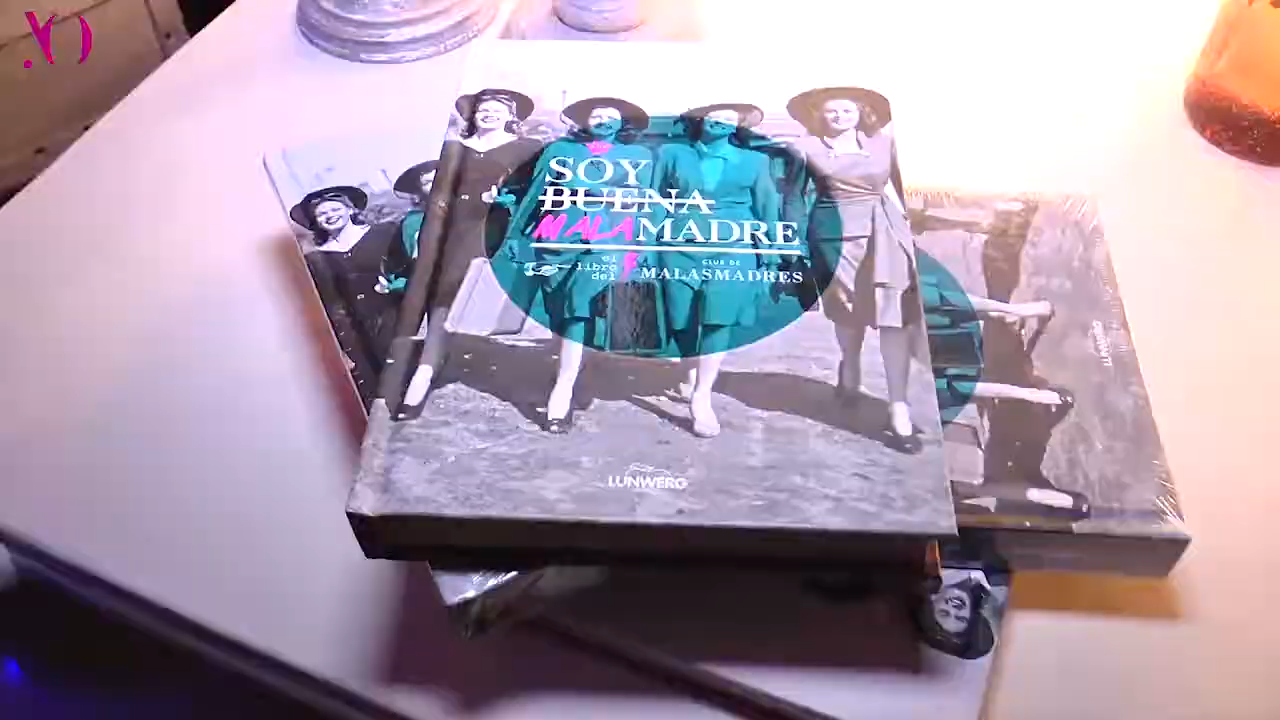 SOY
BUENA
MALAMADRE
el
libro
del
CLUB DE
MALASMADRES
LUNWERG